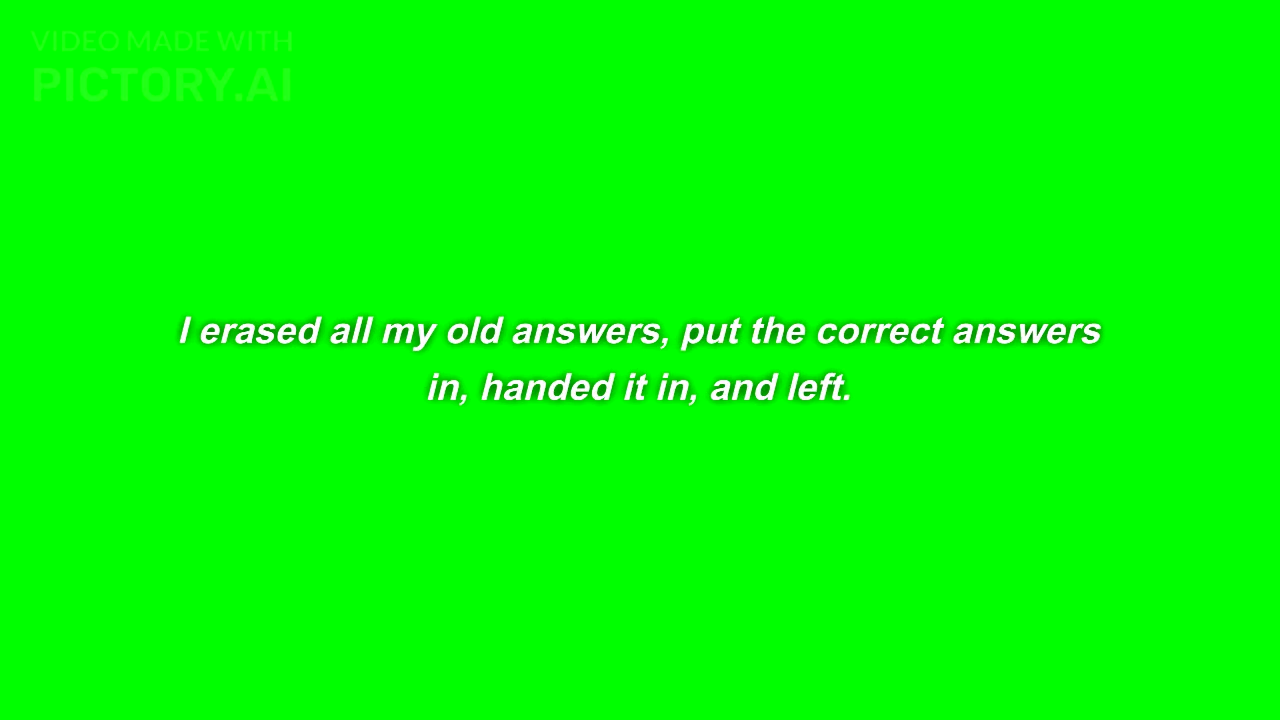 VIDEO MADE WITH
PICTORY.AI
I erased all my old answers, put the correct answers
in, handed it in, and left.